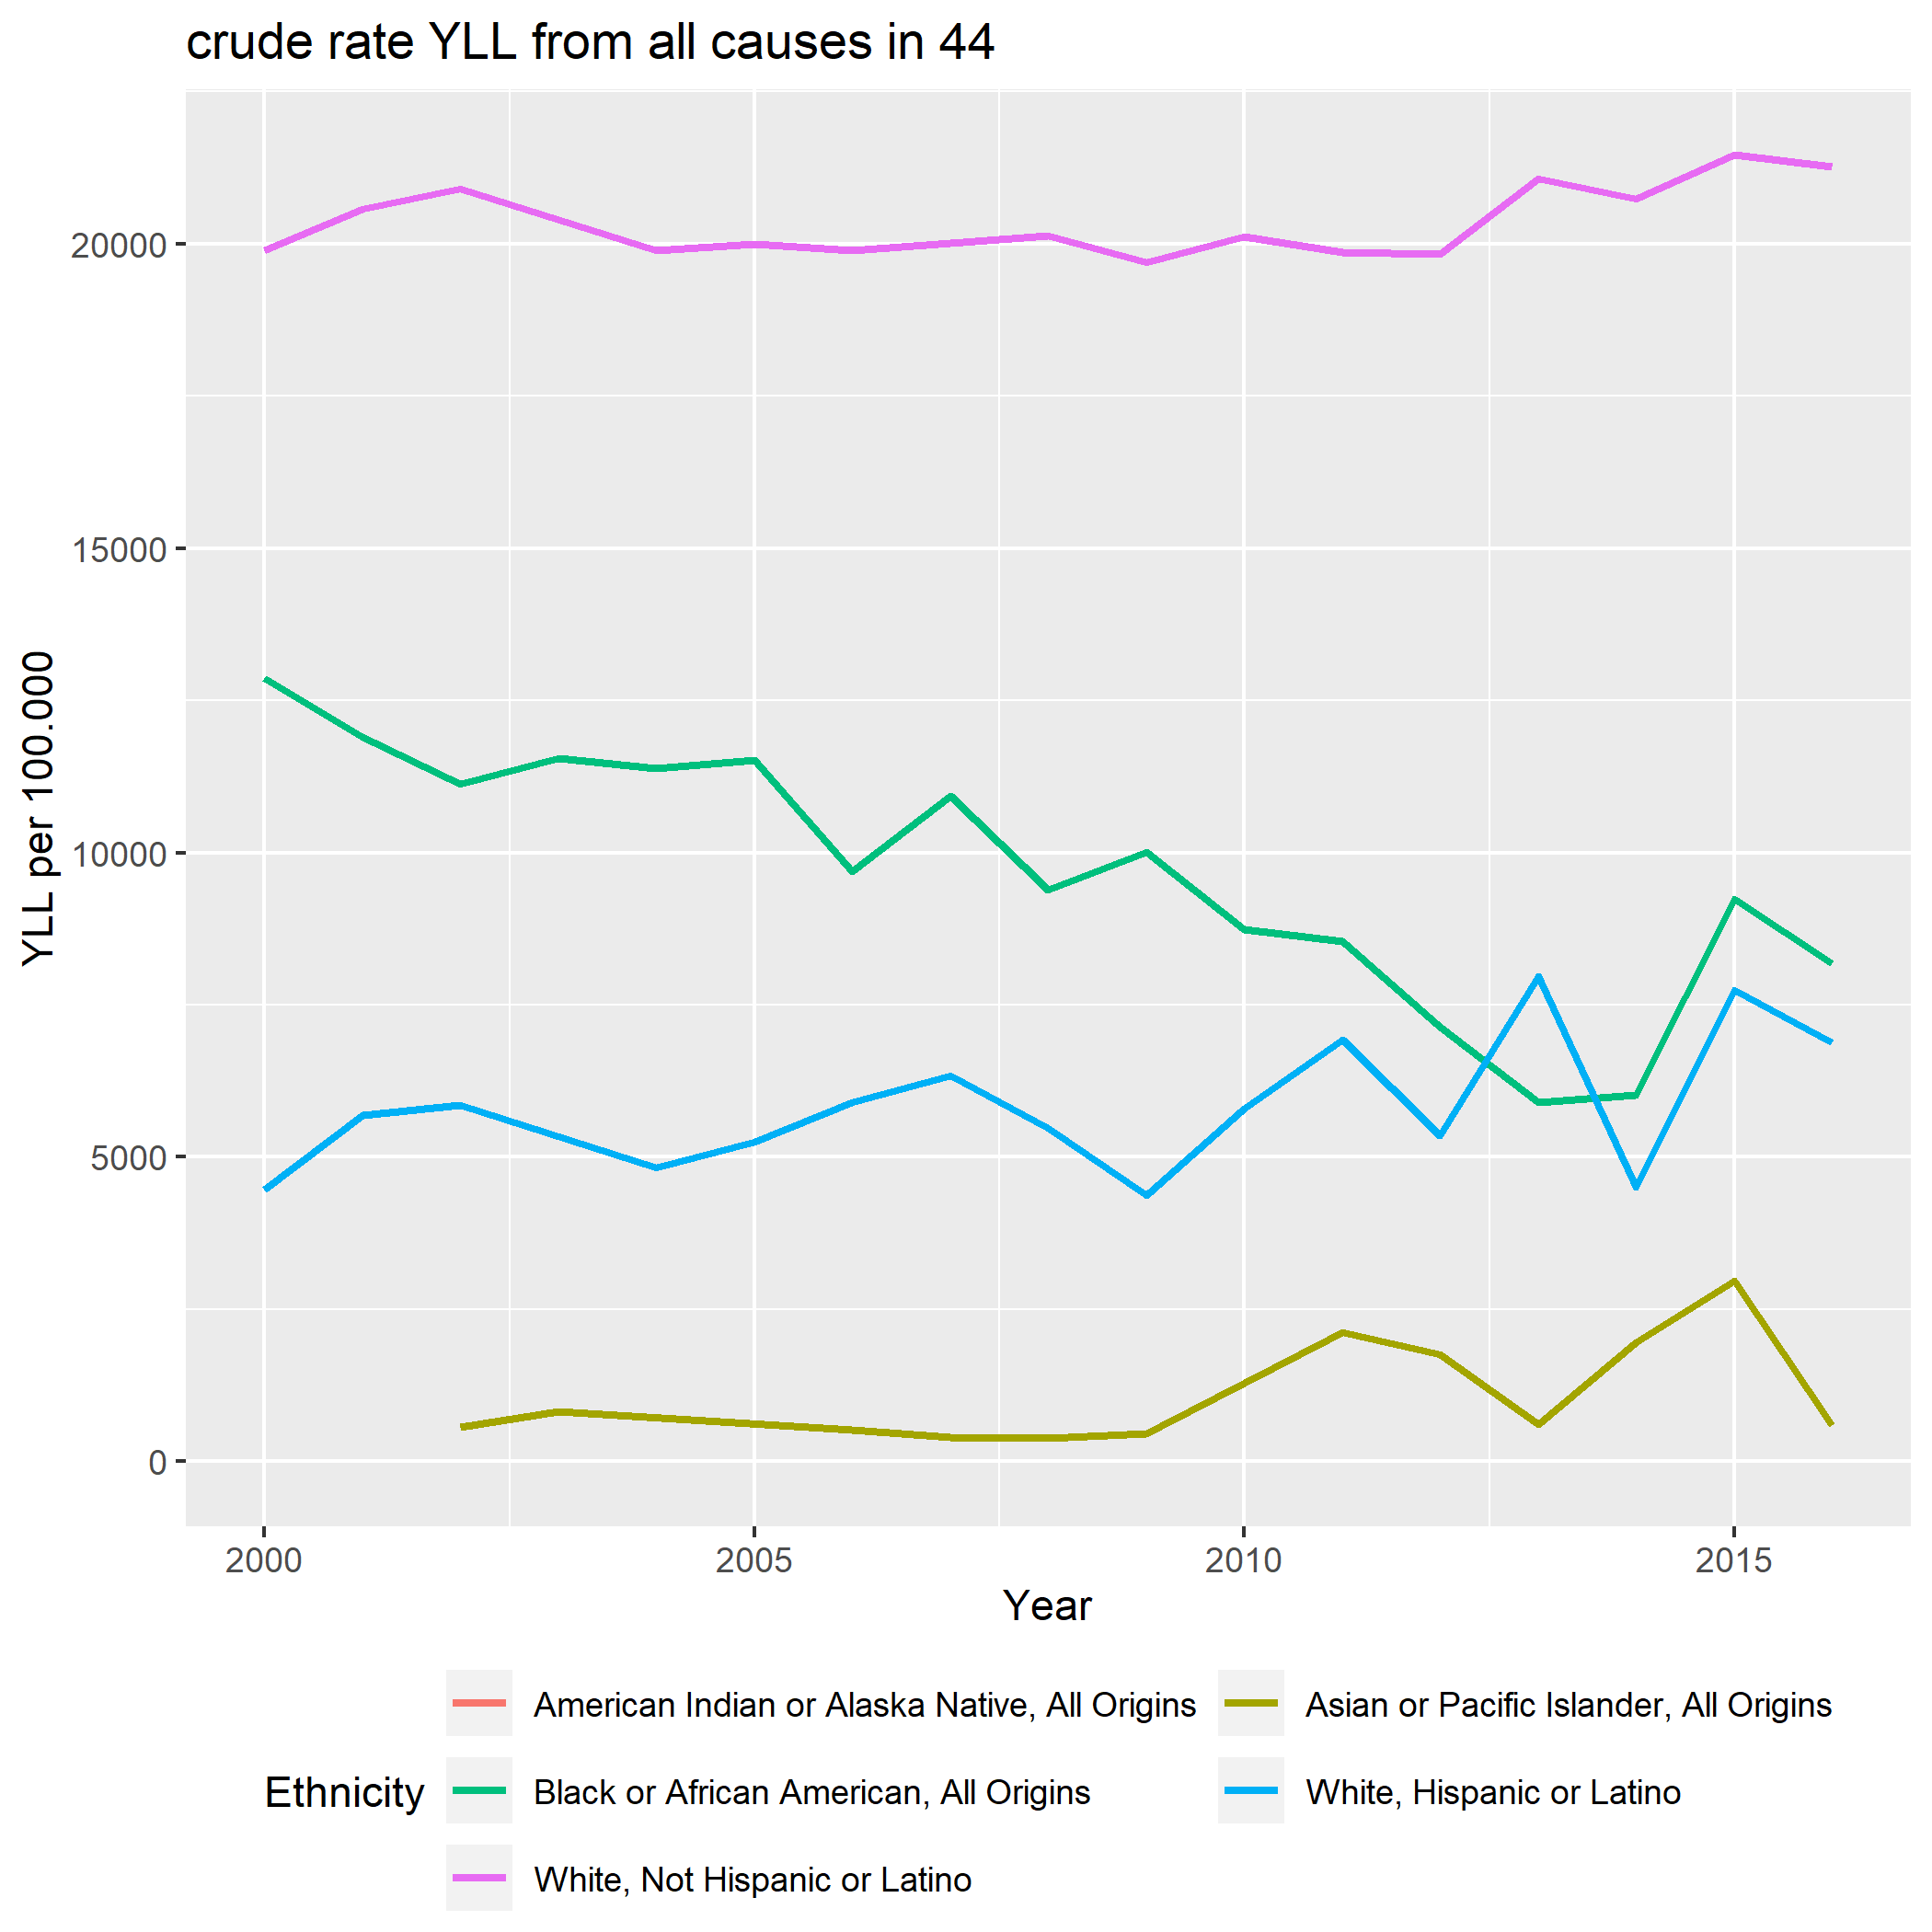 crude rate YLL from all causes in 44
YLL per 100.000
20000
15000
10000
5000
0
2000 2005 2010 2015
Year
Ethnicity
American Indian or Alaska Native, All Origins
Asian or Pacific Islander, All Origins
Black or African American, All Origins
White, Hispanic or Latino
White, Not Hispanic or Latino